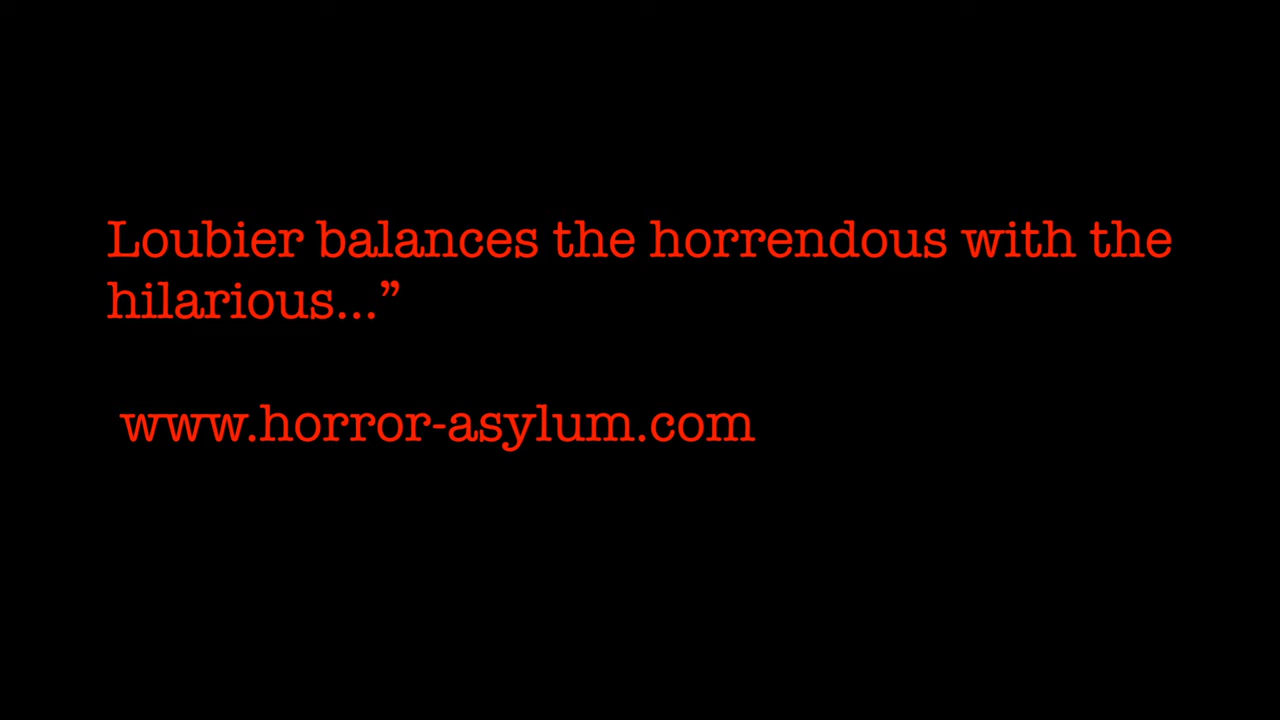 Loubier balances the horrendous with the
hilarious...”
www.horror-asylum.com